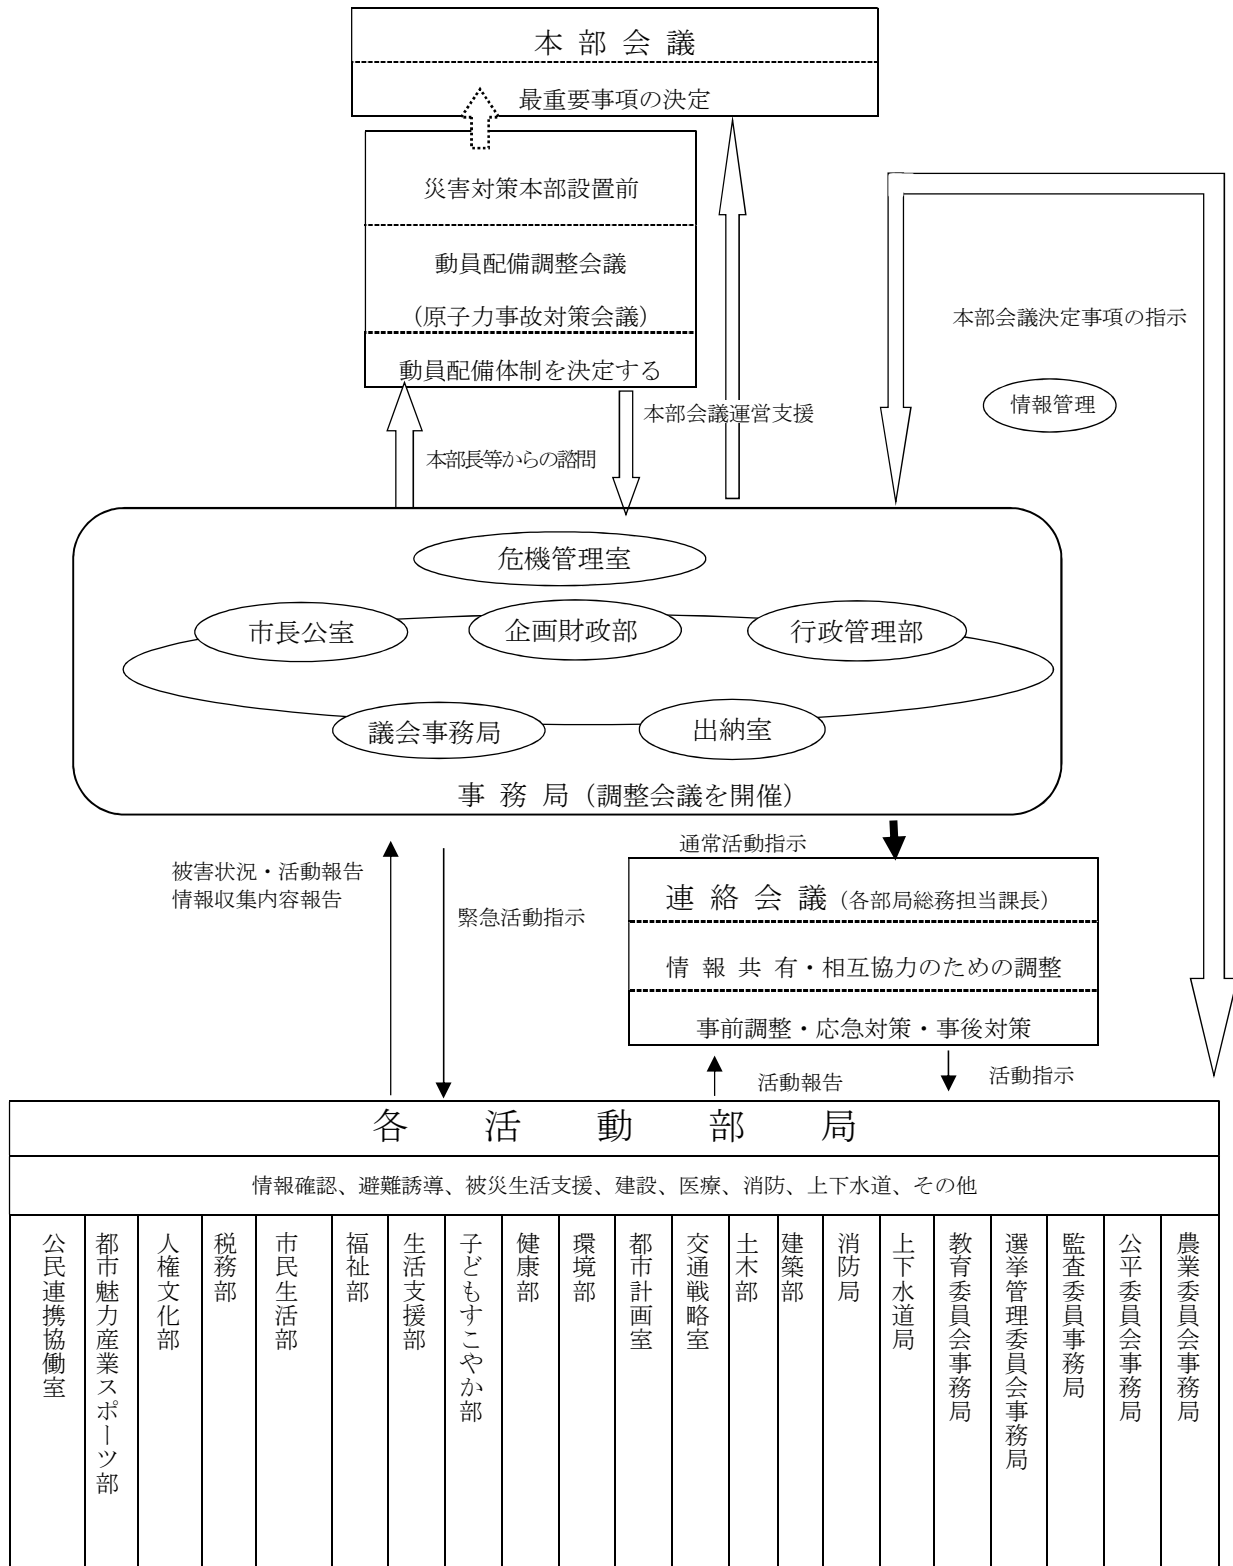 本 部 会 議
最重要事項の決定
災害対策本部設置前
動員配備調整会議
（原子力事故対策会議）
動員配備体制を決定する
本部会議決定事項の指示
情報管理
本部会議運営支援
本部長等からの諮問
危機管理室
市長公室
企画財政部
行政管理部
議会事務局
出納室
事 務 局（調整会議を開催）
通常活動指示
被害状況・活動報告
情報収集内容報告
緊急活動指示
連 絡 会 議（各部局総務担当課長）
情 報 共 有・相互協力のための調整
事前調整・応急対策・事後対策
活動報告
活動指示
各 活 動 部 局
情報確認、避難誘導、被災生活支援、建設、医療、消防、上下水道、その他
公民連携協働室
都市魅力産業スポーツ部
人権文化部
税務部
市民生活部
福祉部
生活支援部
子どもすこやか部
健康部
環境部
都市計画室
交通戦略室
土木部
建築部
消防局
上下水道局
教育委員会事務局
選挙管理委員会事務局
監査委員事務局
公平委員会事務局
農業委員会事務局